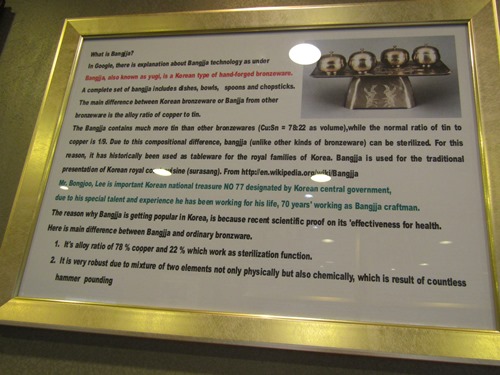 What is Bangjja?
In Google, there is explanation about Bangjja technology as under
Bangjja, also known as yugi, is a Korean type of hand-forged bronzeware.
A complete set of bangjja includes dishes, bowls, spoons and chopsticks.
The main difference between Korean bronzeware or Bangjja from other
bronzeware is the alloy ratio of copper to tin.
The Bangjja contains much more tin than other bronzewares (Cu:Sn = 78:22 as volume),while the normal ratio of tin to
copper is 1:9. Due to this compositional difference, bangjja (unlike other kinds of bronzeware) can be sterilized. For this
reason, it has historically been used as tableware for the royal families of Korea. Bangjja is used for the traditional
presentation of Korean royal cuisine (surasang). From http://en.wikipedia.org/wiki/Bangjja
Mr. Bongjoo, Lee is important Korean national treasure NO 77 designated by Korean central government,
due to his special talent and experience he has been working for his life, 70 years' working as Bangjja craftman.
The reason why Bangjja is getting popular in Korea, is because recent scientific proof on its 'effectiveness for health.
Here is main difference between Bangjja and ordinary bronzware.
1. It's alloy ratio of 78 % copper and 22 % which work as sterilization function.
2. It is very robust due to mixture of two elements not only physically but also chemically, which is result of countless
hammer pounding